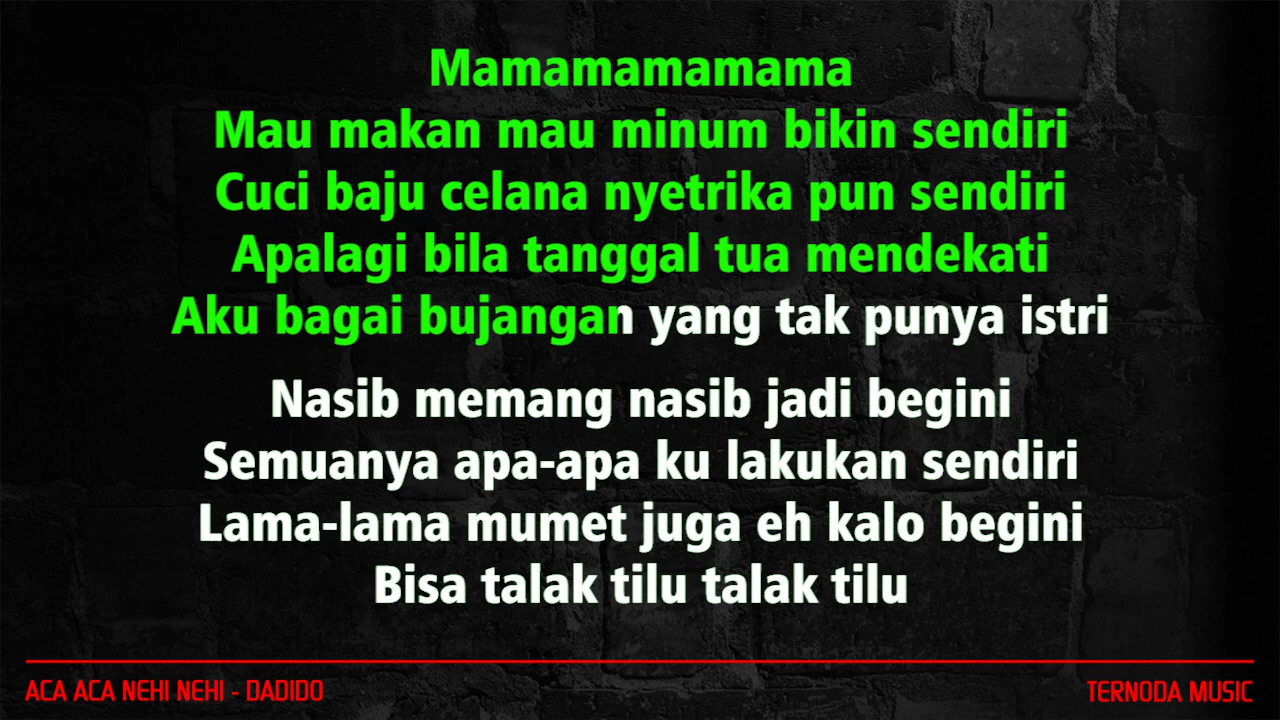 Mamamamamama
Mau makan mau minum bikin sendiri
Cuci baju celana nyetrika pun sendiri
Apalagi bila tanggal tua mendekati
Aku bagai bujangan yang tak punya istri
Nasib memang nasib jadi begini
Semuanya apa-apa ku lakukan sendiri
Lama-lama mumet juga eh kalo begini
Bisa talak tilu talak tilu
ACA ACA NEHI NEHI - DADIDO
TERNODA MUSIC